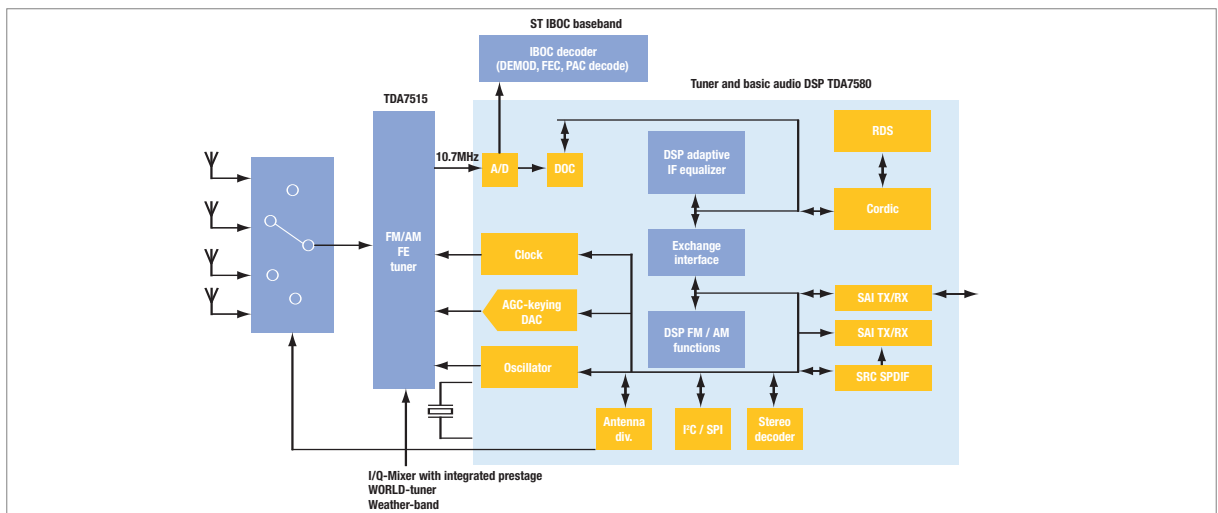 ST IBOC baseband
IBOC decoder
(DEMOD, FEC, PAC decode)
Tuner and basic audio DSP TDA7580
TDA7515
10.7MHz
A/D
DOC
DSP adaptive
IF equalizer
RDS
Cordic
FM/AM
FE
tuner
Clock
Exchange
interface
AGC-keying
DAC
SAI TX/RX
DSP FM / AM
functions
SAI TX/RX
Oscillator
SRC SPDIF
Antenna
div.
I²C / SPI
Stereo
decoder
I/Q-Mixer with integrated prestage
WORLD-tuner
Weather-band